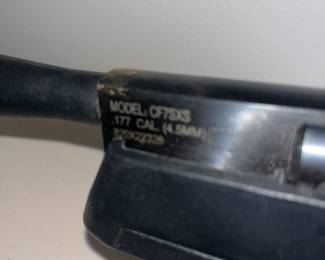 MODEL: CF7SXS
.177 CAL. (4.5MM)